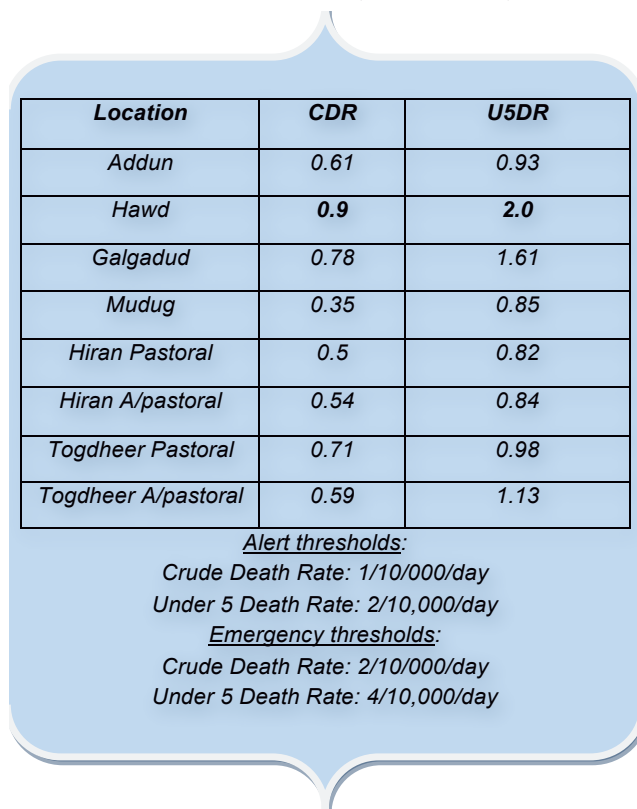 Location CDR U5DR
Addun 0.61 0.93
Hawd 0.9 2.0
Galgadud 0.78 1.61
Mudug 0.35 0.85
Hiran Pastoral 0.5 0.82
Hiran A/pastoral 0.54 0.84
Togdheer Pastoral 0.71 0.98
Togdheer A/pastoral 0.59 1.13
Alert thresholds:
Crude Death Rate: 1/10/000/day
Under 5 Death Rate: 2/10,000/day
Emergency thresholds:
Crude Death Rate: 2/10/000/day
Under 5 Death Rate: 4/10,000/day